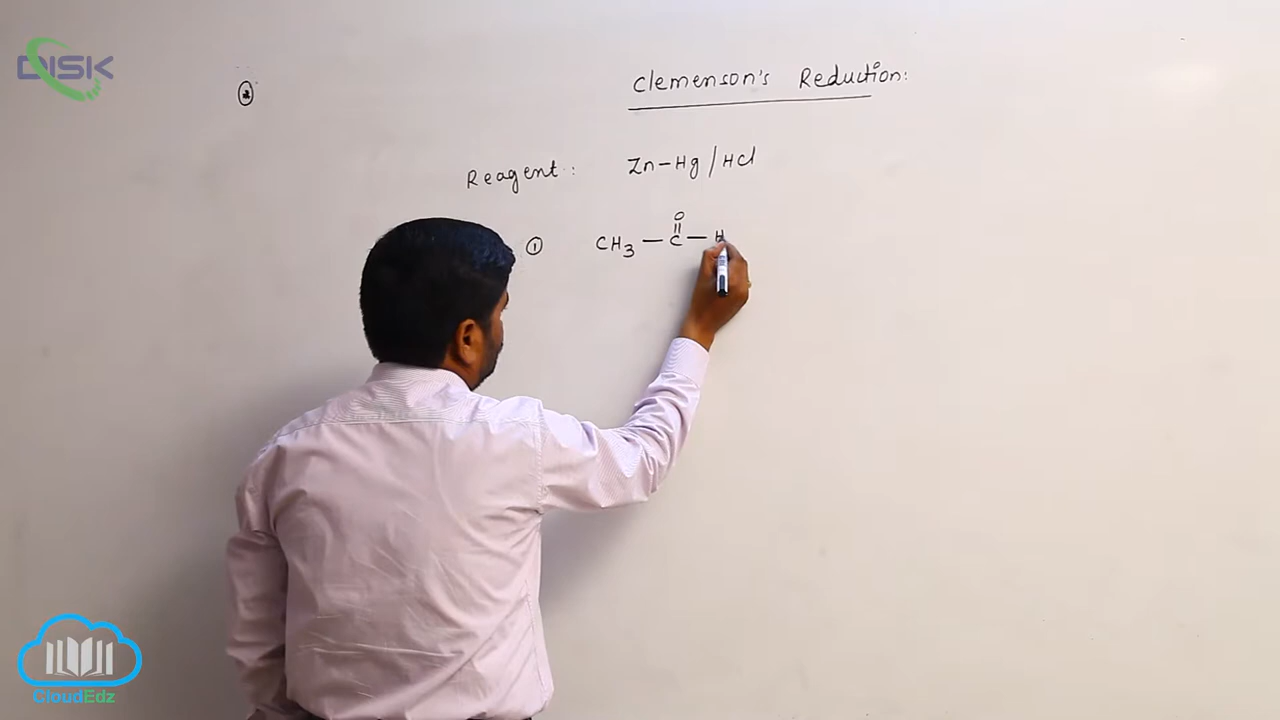 DISK
Clemenson's Reduction:
Reagent: Zn-Hg/HCl
① CH3 - C - H
O
CloudEdz